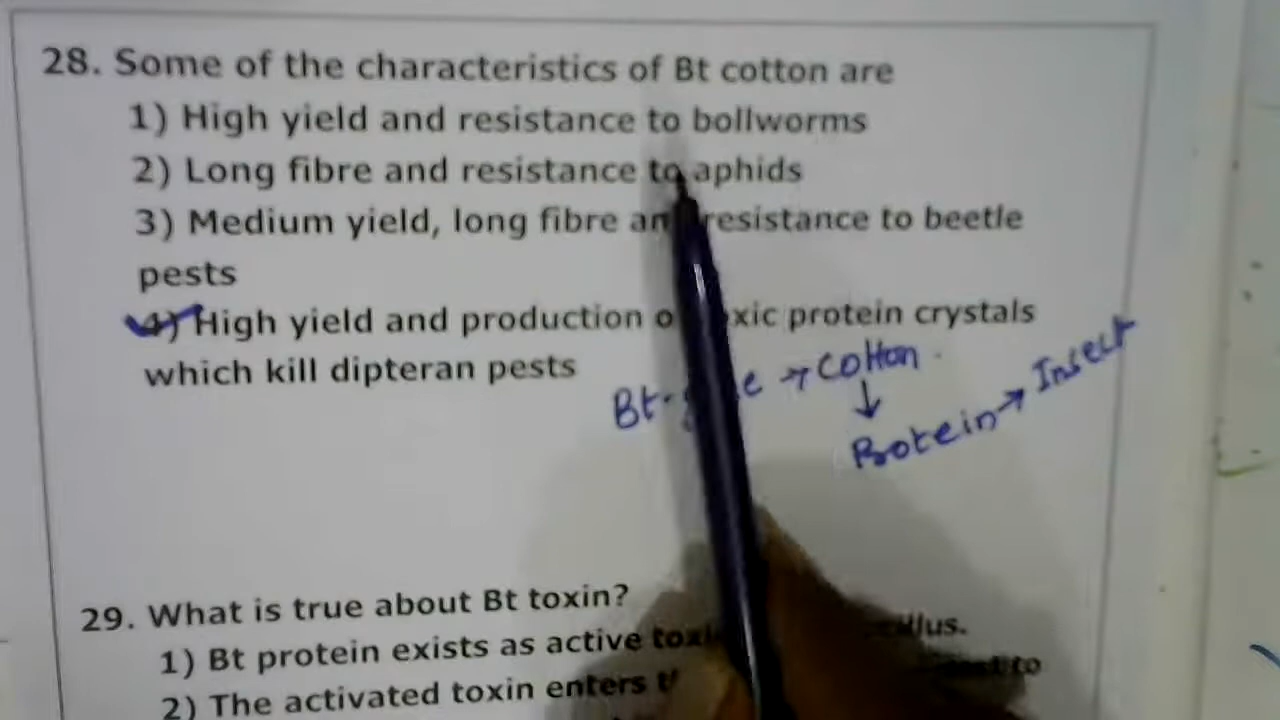 28. Some of the characteristics of Bt cotton are
1) High yield and resistance to bollworms
2) Long fibre and resistance to aphids
3) Medium yield, long fibre an resistance to beetle
pests
4) High yield and production o xic protein crystals
which kill dipteran pests
Bt- e → Cotton
↓
Protein → Insect
29. What is true about Bt toxin?
1) Bt protein exists as active toxi llus.
2) The activated toxin enters to